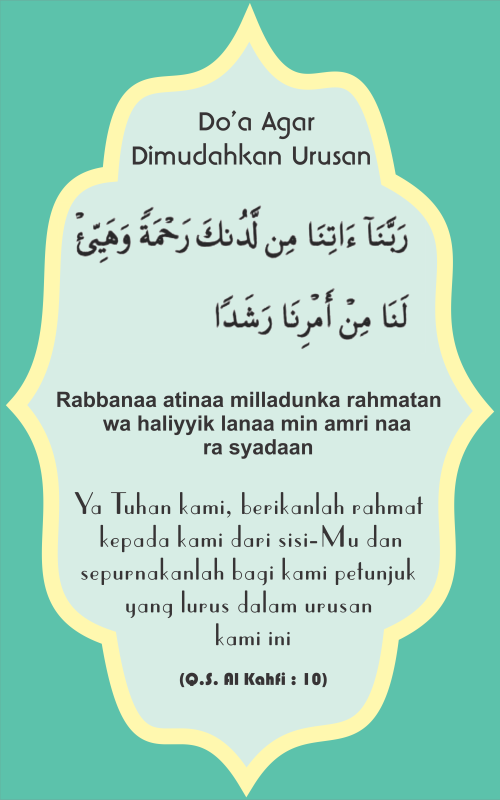 Do'a Agar
Dimudahkan Urusan
رَبَّنَآ ءَاتِنَا مِن لَّدُنكَ رَحْمَةً وَهَيِّئْ
لَنَا مِنْ أَمْرِنَا رَشَدًا
Rabbanaa atinaa milladunka rahmatan
wa haliyyik lanaa min amri naa
ra syadaan
Ya Tuhan kami, berikanlah rahmat
kepada kami dari sisi-Mu dan
sepurnakanlah bagi kami petunjuk
yang lurus dalam urusan
kami ini
(Q.S. Al Kahfi : 10)